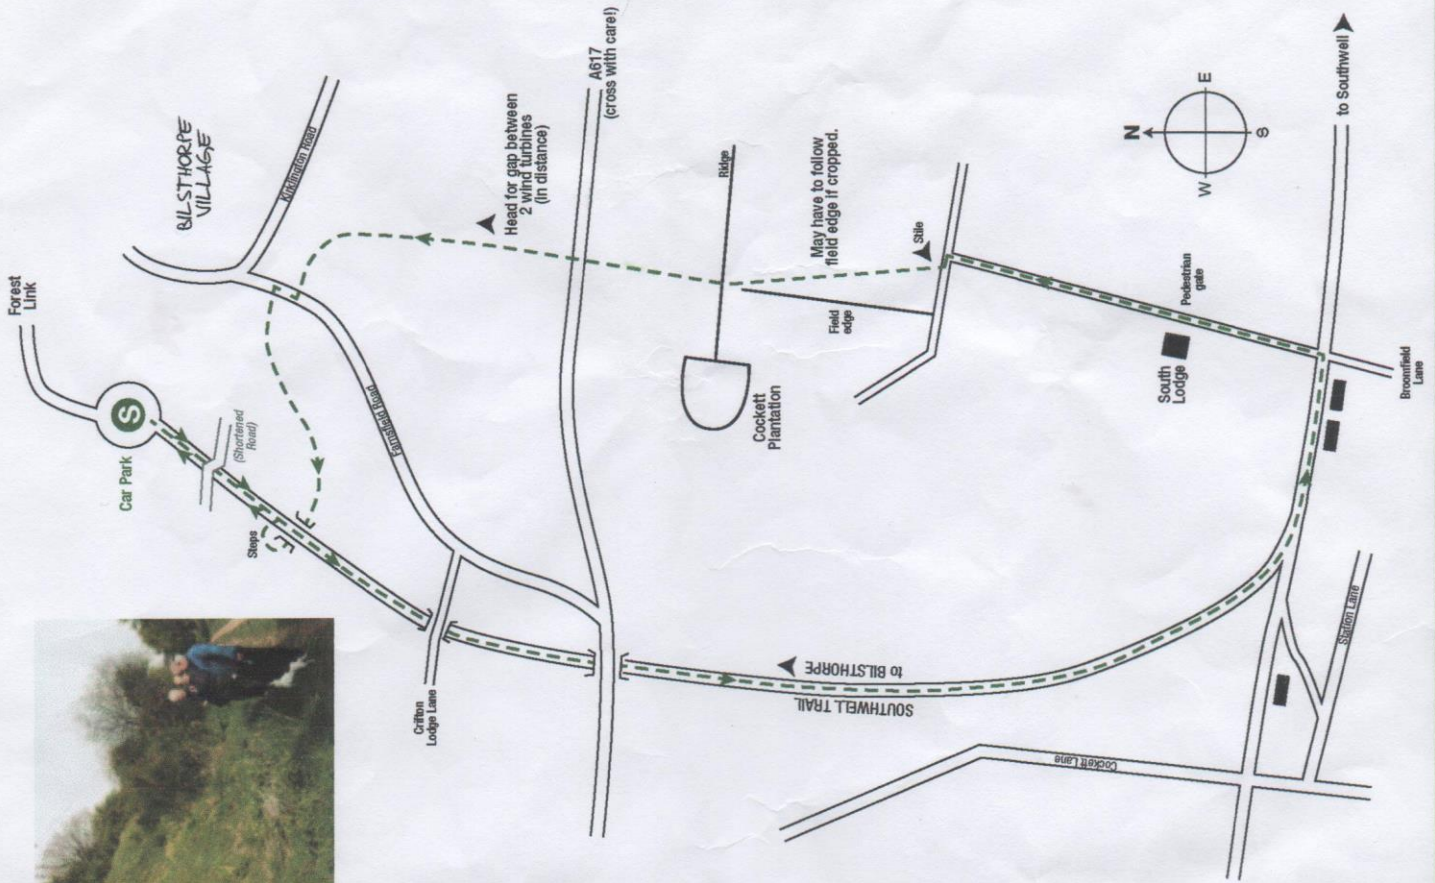 Forest
Link
BILSTHORPE
VILLAGE
Kirklington Road
S
Car Park
(Shortened
Road)
Steps
Farnsfield Road
Head for gap between
2 wind turbines
(in distance)
A617
(cross with care!)
Crifton
Lodge Lane
Ridge
Cockett
Plantation
May have to follow
field edge if cropped.
Field
edge
Stile
SOUTHWELL TRAIL
to BILSTHORPE
N
E
S
W
South
Lodge
Pedestrian
gate
to Southwell
Broomfield
Lane
Station Lane
Cockett Lane